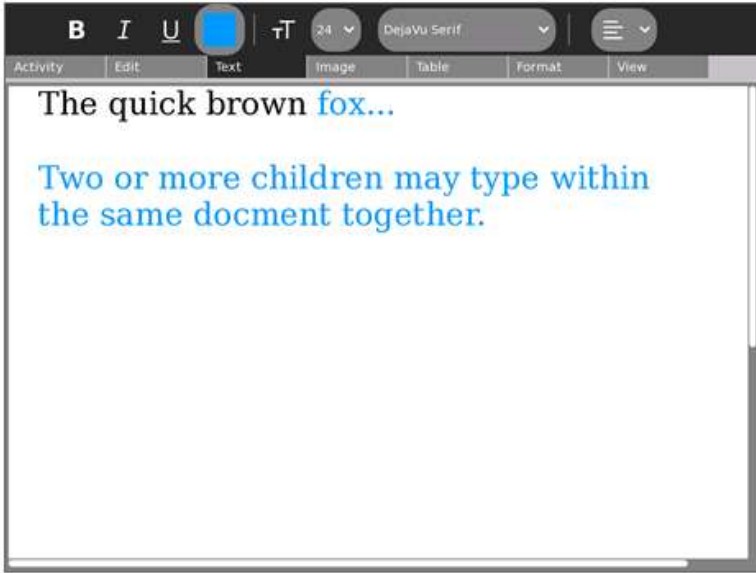 B I U TT 24 DejaVu Serif
Activity Edit Text Image Table Format View
The quick brown fox...
Two or more children may type within
the same docment together.